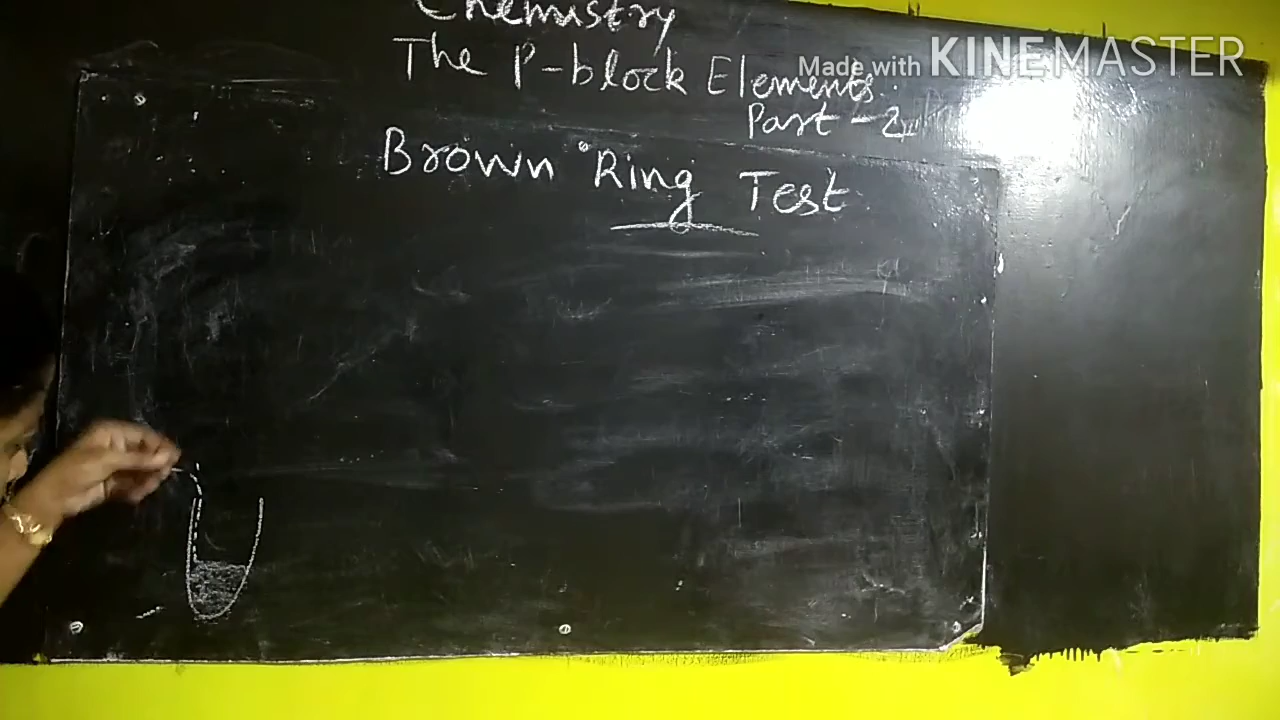 Chemistry
The P-block Elements.
Part-2
Brown Ring Test
Made with KINEMASTER